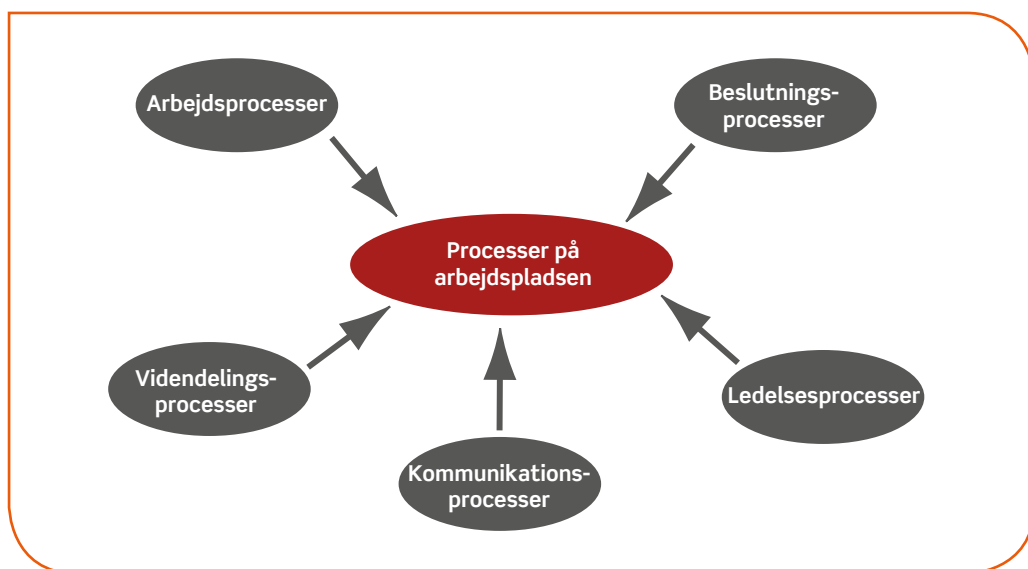 Arbejdsprocesser
Beslutnings-
processer
Processer på
arbejdspladsen
Videndelings-
processer
Kommunikations-
processer
Ledelsesprocesser